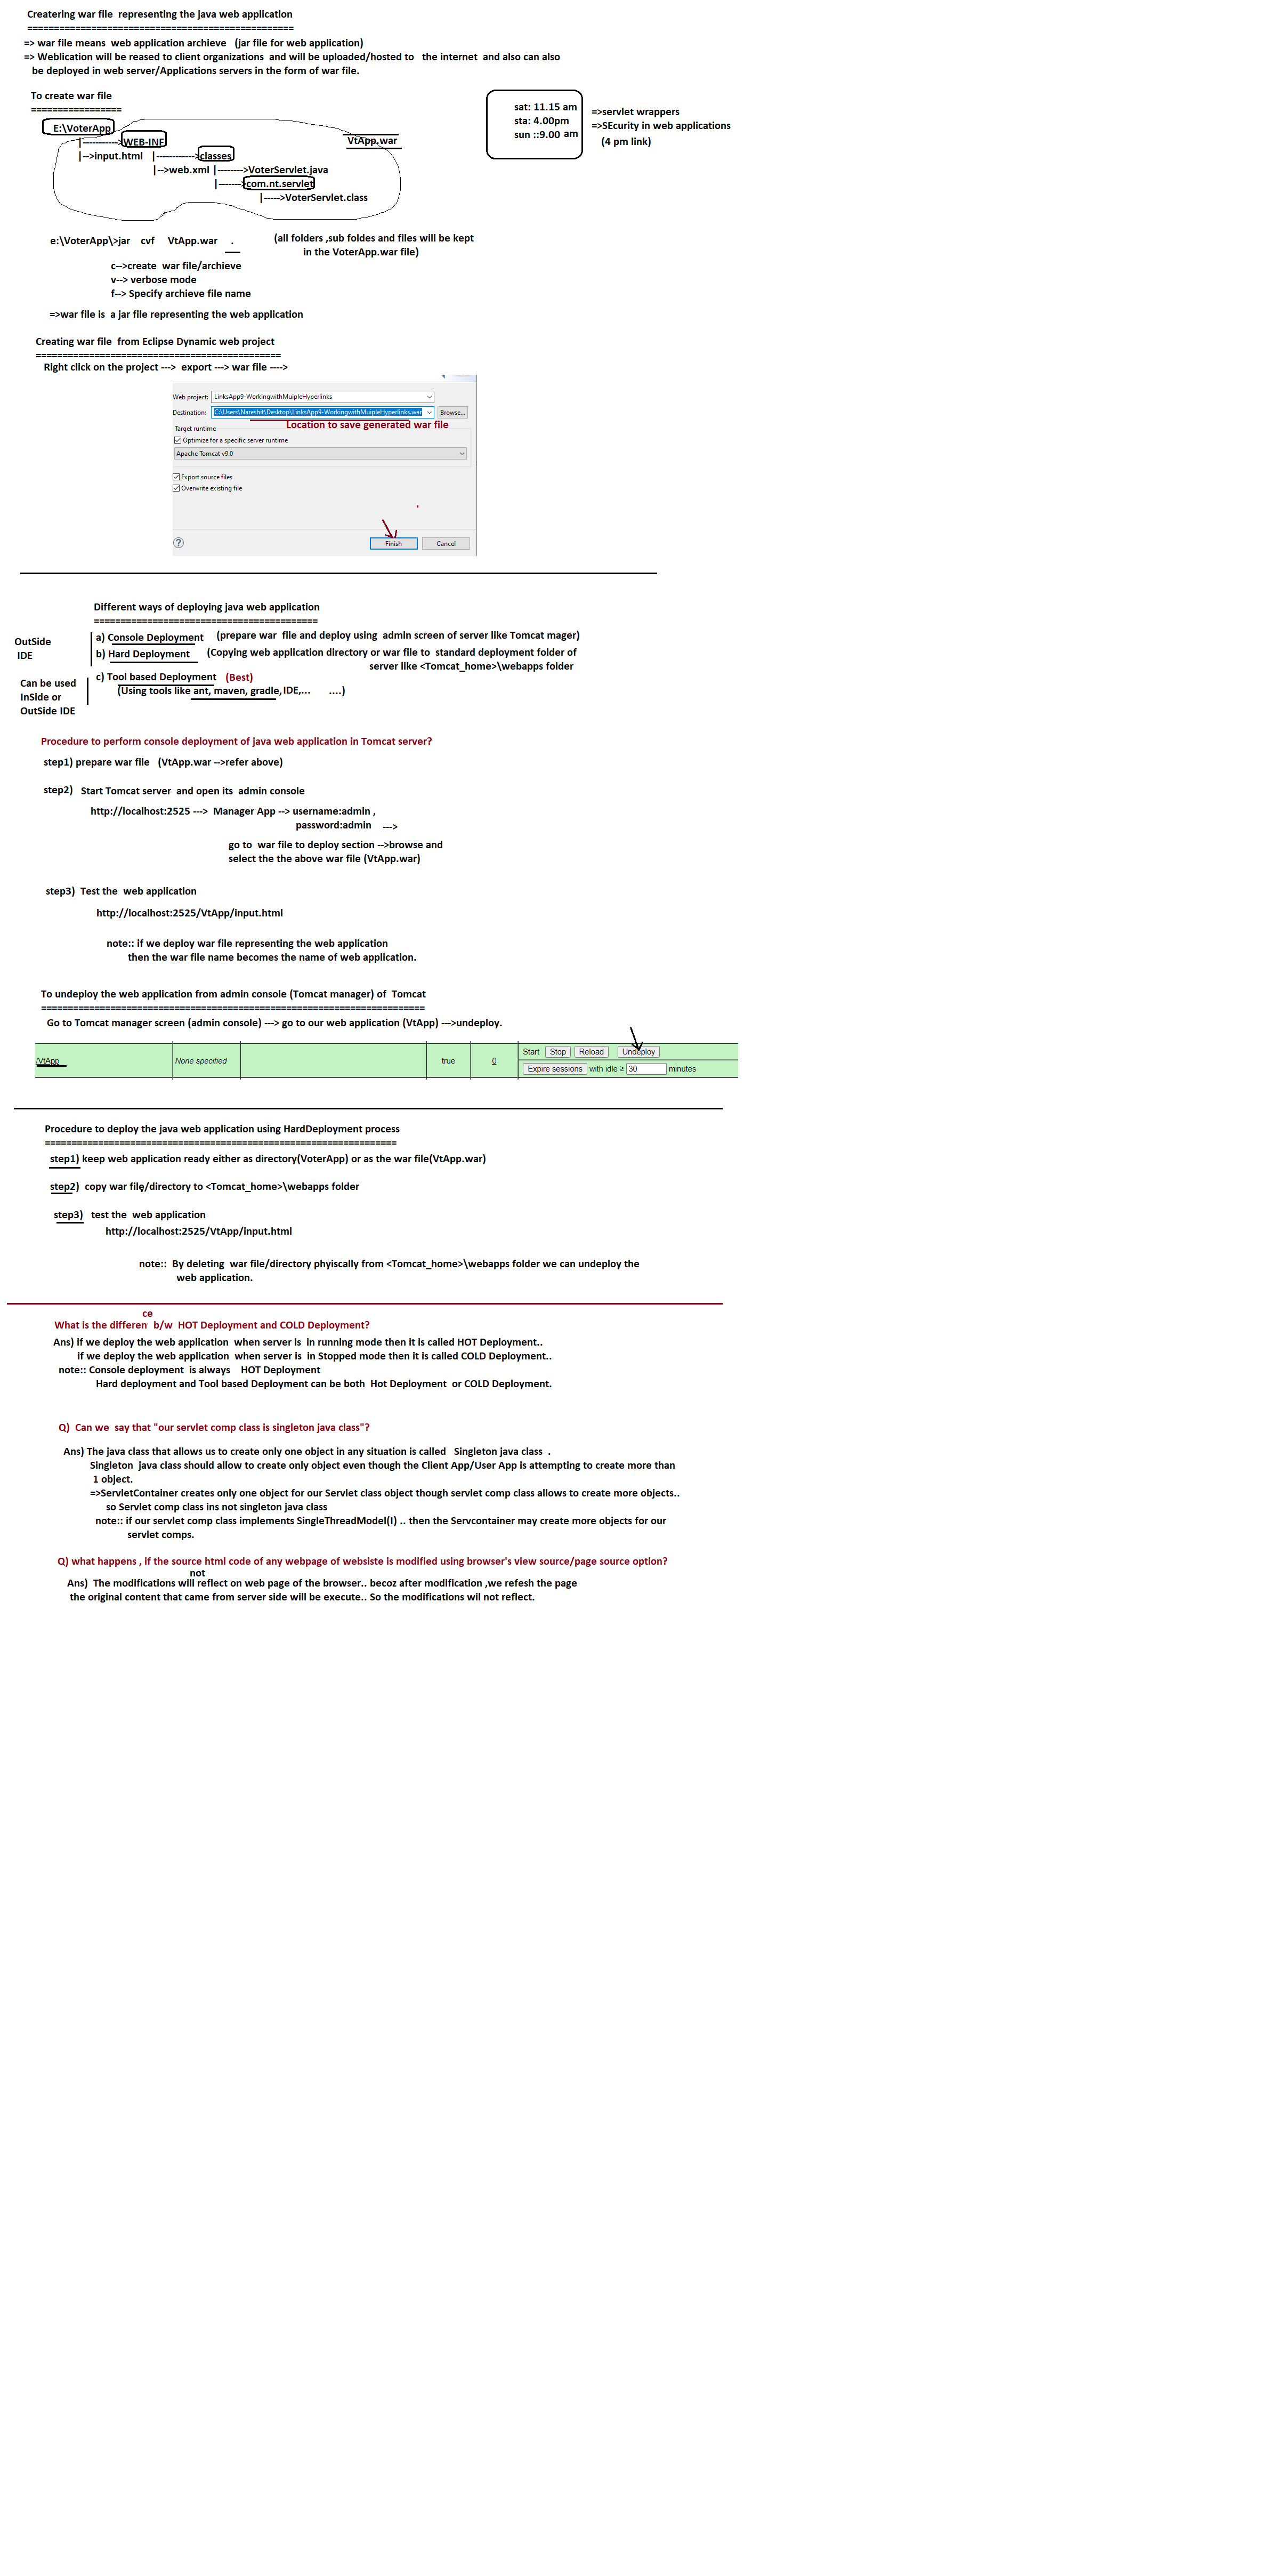 Createring war file  representing the java web application
==================================================
=> war file means  web application archieve   (jar file for web application)
=> Weblication will be reased to client organizations  and will be uploaded/hosted to   the internet  and also can also
be deployed in web server/Applications servers in the form of war file.
To create war file
=================
E:\VoterApp
|----------->WEB-INF
|-->input.html   |------------>classes
|-->web.xml |-------->VoterServlet.java
|------->com.nt.servlet
|----->VoterServlet.class
VtApp.war
sat: 11.15 am
sta: 4.00pm
sun ::9.00 am
=>servlet wrappers
=>SEcurity in web applications
(4 pm link)
e:\VoterApp\>jar    cvf     VtApp.war     .
(all folders ,sub foldes and files will be kept
in the VoterApp.war file)
c-->create  war file/archieve
v--> verbose mode
f--> Specify archieve file name
=>war file is  a jar file representing the web application
Creating war file  from Eclipse Dynamic web project
==============================================
Right click on the project --->  export ---> war file ---->
Web project: LinksApp9-WorkingwithMuipleHyperlinks
Destination: C:\Users\Nareshit\Desktop\LinksApp9-WorkingwithMuipleHyperlinks.war Browse...
Location to save generated war file
Target runtime
Optimize for a specific server runtime
Apache Tomcat v9.0
Export source files
Overwrite existing file
? Finish Cancel
Different ways of deploying java web application
==========================================
OutSide
IDE
a) Console Deployment     (prepare war  file and deploy using  admin screen of server like Tomcat mager)
b) Hard Deployment      (Copying web application directory or war file to  standard deployment folder of
server like <Tomcat_home>\webapps folder
Can be used
InSide or
OutSide IDE
c) Tool based Deployment    (Best)
(Using tools like ant, maven, gradle, IDE,...       ....)
Procedure to perform console deployment of java web application in Tomcat server?
step1) prepare war file   (VtApp.war -->refer above)
step2)   Start Tomcat server  and open its  admin console
http://localhost:2525 --->  Manager App --> username:admin ,
password:admin    --->
go to  war file to deploy section -->browse and
select the the above war file (VtApp.war)
step3)  Test the  web application
http://localhost:2525/VtApp/input.html
note:: if we deploy war file representing the web application
then the war file name becomes the name of web application.
To undeploy the web application from admin console (Tomcat manager) of  Tomcat
========================================================================
Go to Tomcat manager screen (admin console) ---> go to our web application (VtApp) --->undeploy.
/VtApp None specified true 0 Start Stop Reload Undeploy
Expire sessions with idle ≥ 30 minutes
Procedure to deploy the java web application using HardDeployment process
==================================================================
step1) keep web application ready either as directory(VoterApp) or as the war file(VtApp.war)
step2)  copy war file/directory to <Tomcat_home>\webapps folder
step3)   test the  web application
http://localhost:2525/VtApp/input.html
note::  By deleting  war file/directory phyiscally from <Tomcat_home>\webapps folder we can undeploy the
web application.
ce
What is the differen  b/w  HOT Deployment and COLD Deployment?
Ans) if we deploy the web application  when server is  in running mode then it is called HOT Deployment..
if we deploy the web application  when server is  in Stopped mode then it is called COLD Deployment..
note:: Console deployment  is always    HOT Deployment
Hard deployment and Tool based Deployment can be both  Hot Deployment  or COLD Deployment.
Q)  Can we  say that "our servlet comp class is singleton java class"?
Ans) The java class that allows us to create only one object in any situation is called   Singleton java class  .
Singleton  java class should allow to create only object even though the Client App/User App is attempting to create more than
1 object.
=>ServletContainer creates only one object for our Servlet class object though servlet comp class allows to create more objects..
so Servlet comp class ins not singleton java class
note:: if our servlet comp class implements SingleThreadModel(I) .. then the Servcontainer may create more objects for our
servlet comps.
Q) what happens , if the source html code of any webpage of websiste is modified using browser's view source/page source option?
not
Ans)  The modifications will reflect on web page of the browser.. becoz after modification ,we refesh the page
the original content that came from server side will be execute.. So the modifications wil not reflect.